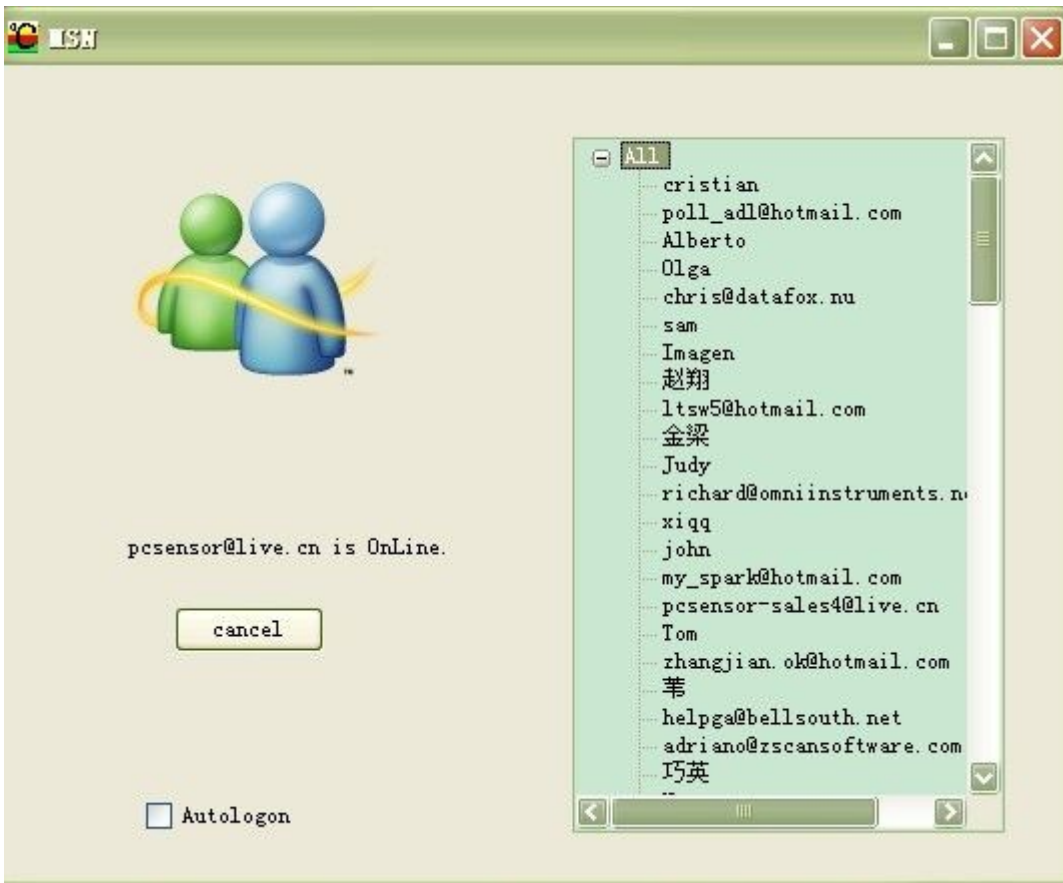 MSN
All
cristian
poll_adl@hotmail.com
Alberto
Olga
chris@datafox.nu
sam
Imagen
赵翔
ltsw5@hotmail.com
金梁
Judy
richard@omniinstruments.n
xiqq
john
my_spark@hotmail.com
pcsensor-sales4@live.cn
Tom
zhangjian.ok@hotmail.com
苇
helpga@bellsouth.net
adriano@zscansoftware.com
巧英
pcsensor@live.cn is OnLine.
cancel
Autologon